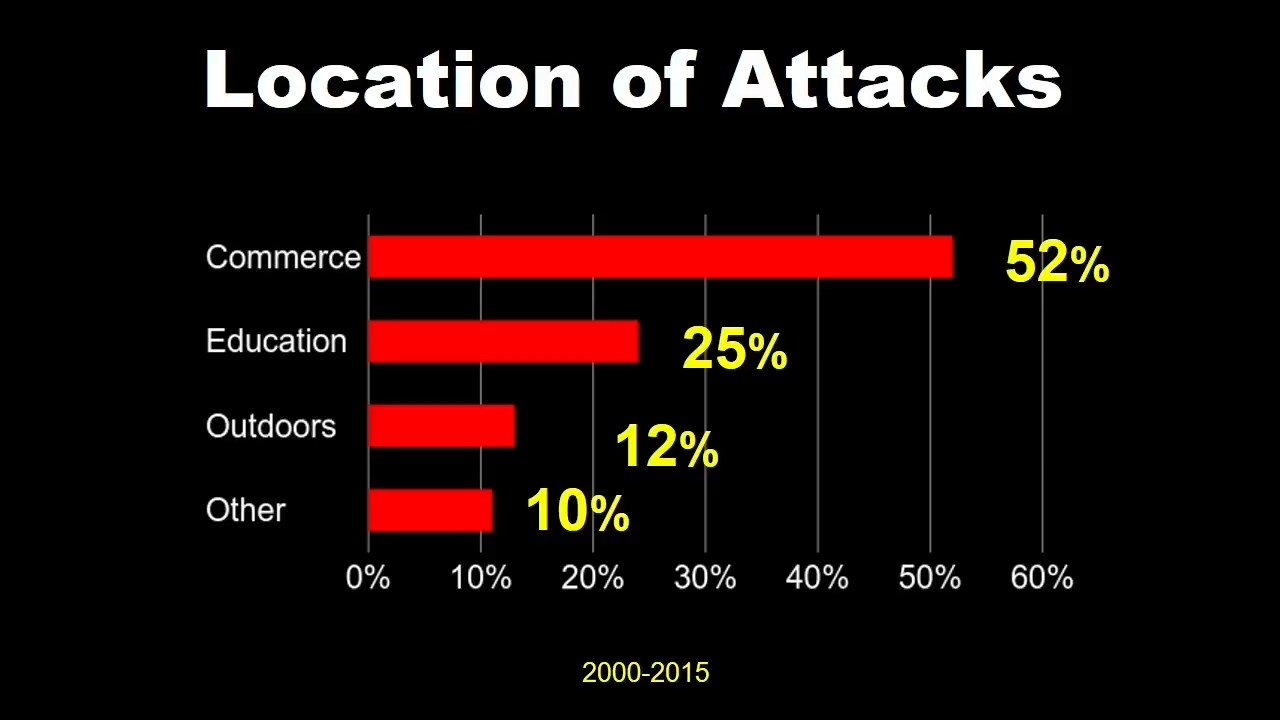 Location of Attacks
Commerce 52%
Education 25%
Outdoors 12%
Other 10%
0% 10% 20% 30% 40% 50% 60%
2000-2015